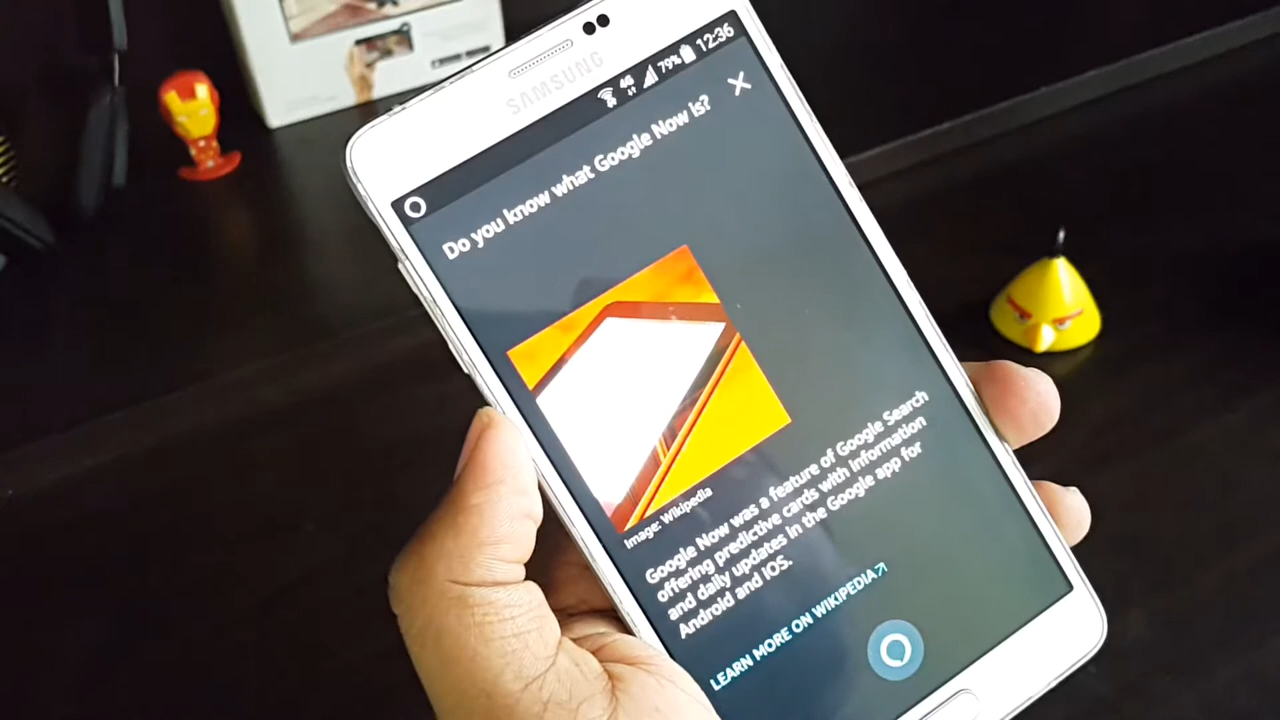 SAMSUNG
4G 79% 12:36
Do you know what Google Now is?
Image: Wikipedia
Google Now was a feature of Google Search
offering predictive cards with information
and daily updates in the Google app for
Android and iOS.
LEARN MORE ON WIKIPEDIA